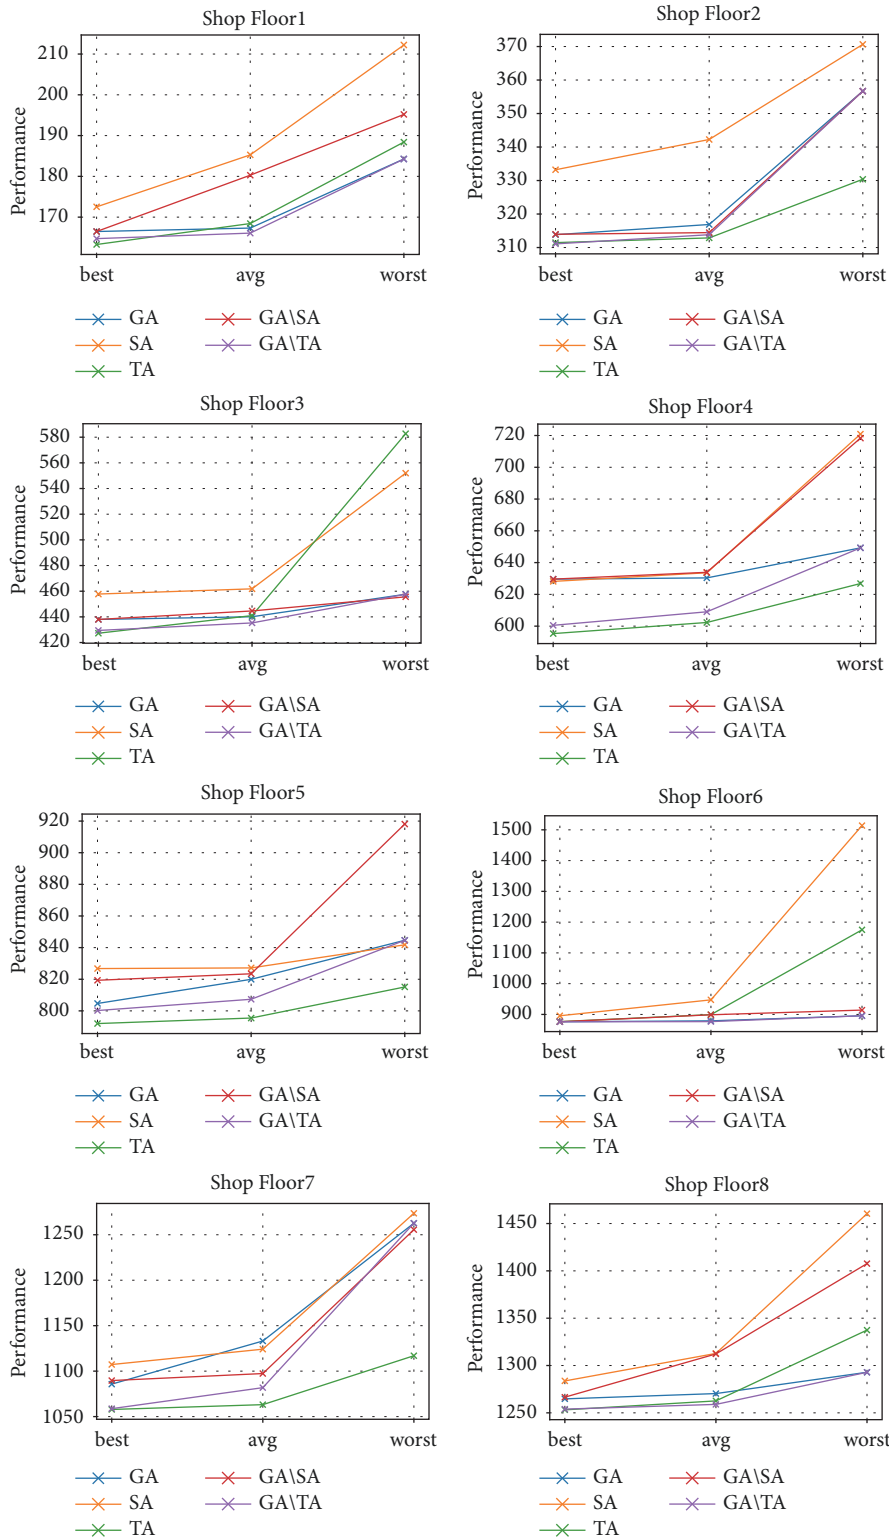 Shop Floor1
Performance
210
200
190
180
170
best avg worst
GA GA\SA
SA GA\TA
TA
Shop Floor2
Performance
370
360
350
340
330
320
310
best avg worst
GA GA\SA
SA GA\TA
TA
Shop Floor3
Performance
580
560
540
520
500
480
460
440
420
best avg worst
GA GA\SA
SA GA\TA
TA
Shop Floor4
Performance
720
700
680
660
640
620
600
best avg worst
GA GA\SA
SA GA\TA
TA
Shop Floor5
Performance
920
900
880
860
840
820
800
best avg worst
GA GA\SA
SA GA\TA
TA
Shop Floor6
Performance
1500
1400
1300
1200
1100
1000
900
best avg worst
GA GA\SA
SA GA\TA
TA
Shop Floor7
Performance
1250
1200
1150
1100
1050
best avg worst
GA GA\SA
SA GA\TA
TA
Shop Floor8
Performance
1450
1400
1350
1300
1250
best avg worst
GA GA\SA
SA GA\TA
TA